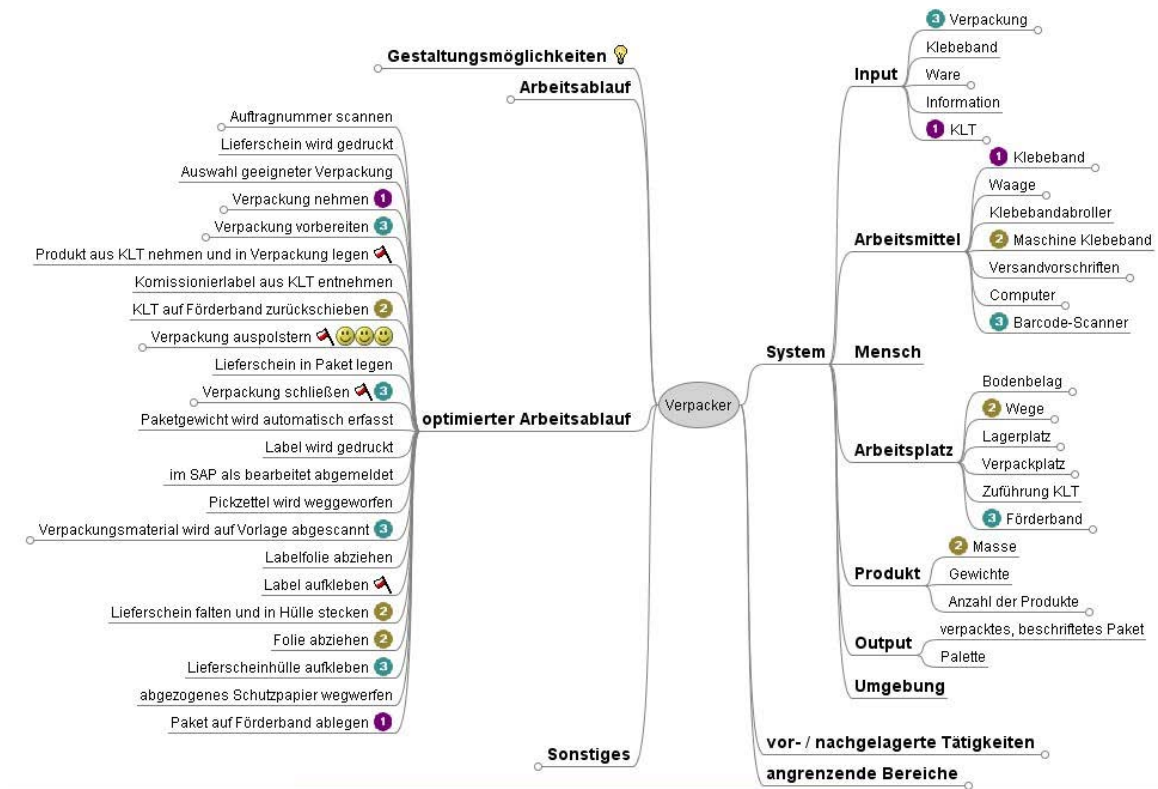 Gestaltungsmöglichkeiten
Arbeitsablauf
Auftragnummer scannen
Lieferschein wird gedruckt
Auswahl geeigneter Verpackung
Verpackung nehmen 1
Verpackung vorbereiten 3
Produkt aus KLT nehmen und in Verpackung legen
Komissionierlabel aus KLT entnehmen
KLT auf Förderband zurückschieben 2
Verpackung auspolstern
Lieferschein in Paket legen
Verpackung schließen 3
Paketgewicht wird automatisch erfasst
optimierter Arbeitsablauf
Label wird gedruckt
im SAP als bearbeitet abgemeldet
Pickzettel wird weggeworfen
Verpackungsmaterial wird auf Vorlage abgescannt 3
Labelfolie abziehen
Label aufkleben
Lieferschein falten und in Hülle stecken 2
Folie abziehen 2
Lieferscheinhülle aufkleben 3
abgezogenes Schutzpapier wegwerfen
Paket auf Förderband ablegen 1
Sonstiges
Verpacker
System
Input
3 Verpackung
Klebeband
Ware
Information
1 KLT
Arbeitsmittel
1 Klebeband
Waage
Klebebandabroller
2 Maschine Klebeband
Versandvorschriften
Computer
3 Barcode-Scanner
Mensch
Arbeitsplatz
Bodenbelag
2 Wege
Lagerplatz
Verpackplatz
Zuführung KLT
3 Förderband
Produkt
2 Masse
Gewichte
Anzahl der Produkte
Output
verpacktes, beschriftetes Paket
Palette
Umgebung
vor- / nachgelagerte Tätigkeiten
angrenzende Bereiche